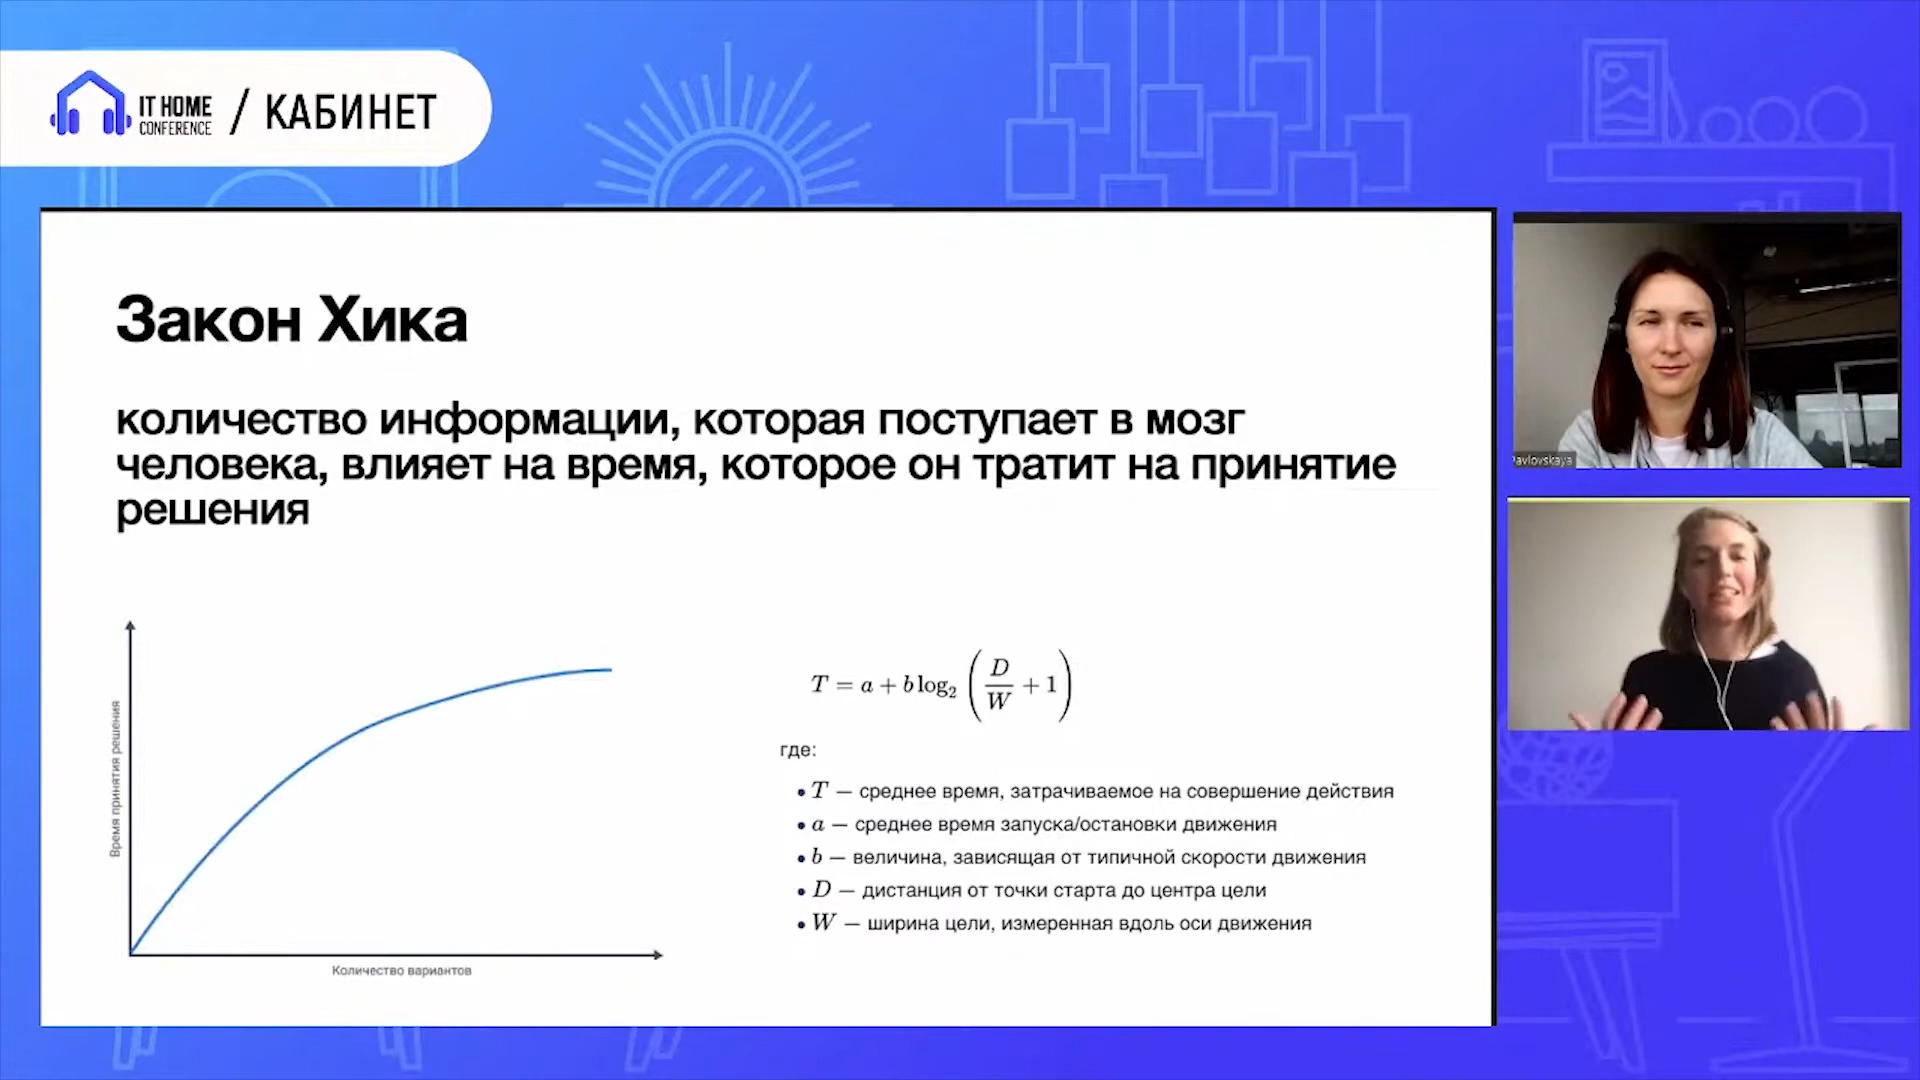 IT HOME
CONFERENCE
/ КАБИНЕТ
Закон Хика
количество информации, которая поступает в мозг
человека, влияет на время, которое он тратит на принятие
решения
Время принятия решения
Количество вариантов
T = a + b log₂ (D/W + 1)
где:
• T — среднее время, затрачиваемое на совершение действия
• a — среднее время запуска/остановки движения
• b — величина, зависящая от типичной скорости движения
• D — дистанция от точки старта до центра цели
• W — ширина цели, измеренная вдоль оси движения
Pavlovskaya